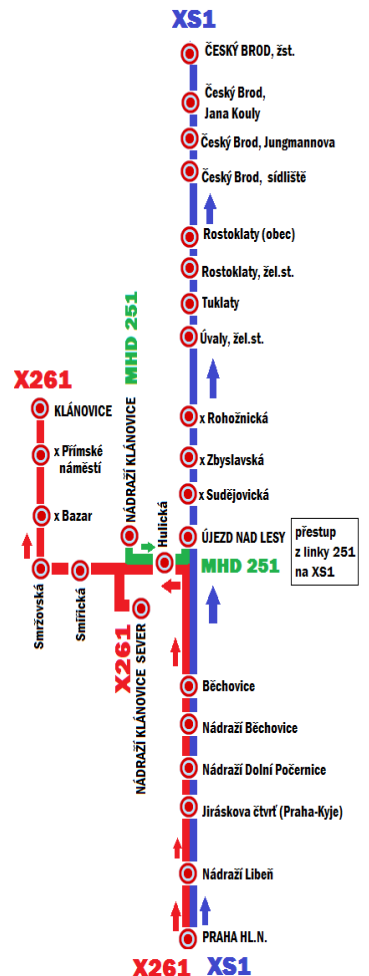 XS1
ČESKÝ BROD, žst.
Český Brod,
Jana Kouly
Český Brod, Jungmannova
Český Brod, sídliště
Rostoklaty (obec)
Rostoklaty, žel.st.
Tuklaty
Úvaly, žel.st.
MHD 251
X261
KLÁNOVICE
NÁDRAŽÍ KLÁNOVICE
x Rohožnická
x Přímské
náměstí
x Zbyslavská
x Sudějovická
x Bazar
Hulická
ÚJEZD NAD LESY
přestup
z linky 251
na XS1
MHD 251
Smržovská
Smiřická
X261
NÁDRAŽÍ KLÁNOVICE SEVER
Běchovice
Nádraží Běchovice
Nádraží Dolní Počernice
Jiráskova čtvrť (Praha-Kyje)
Nádraží Libeň
PRAHA HL.N.
X261
XS1